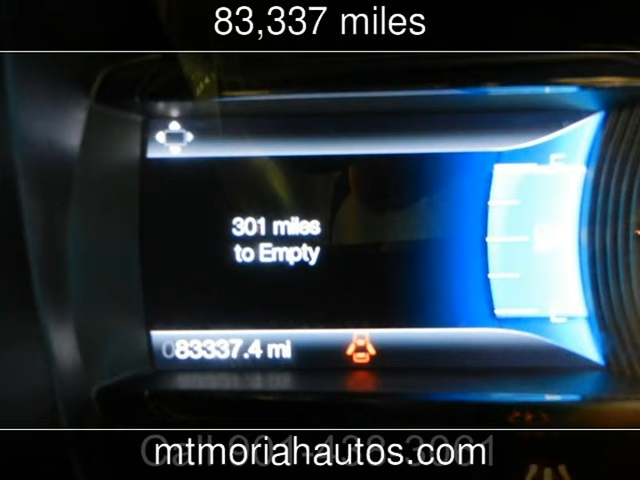 83,337 miles
F
301 miles
to Empty
E
083337.4 mi
mtmoriahautos.com